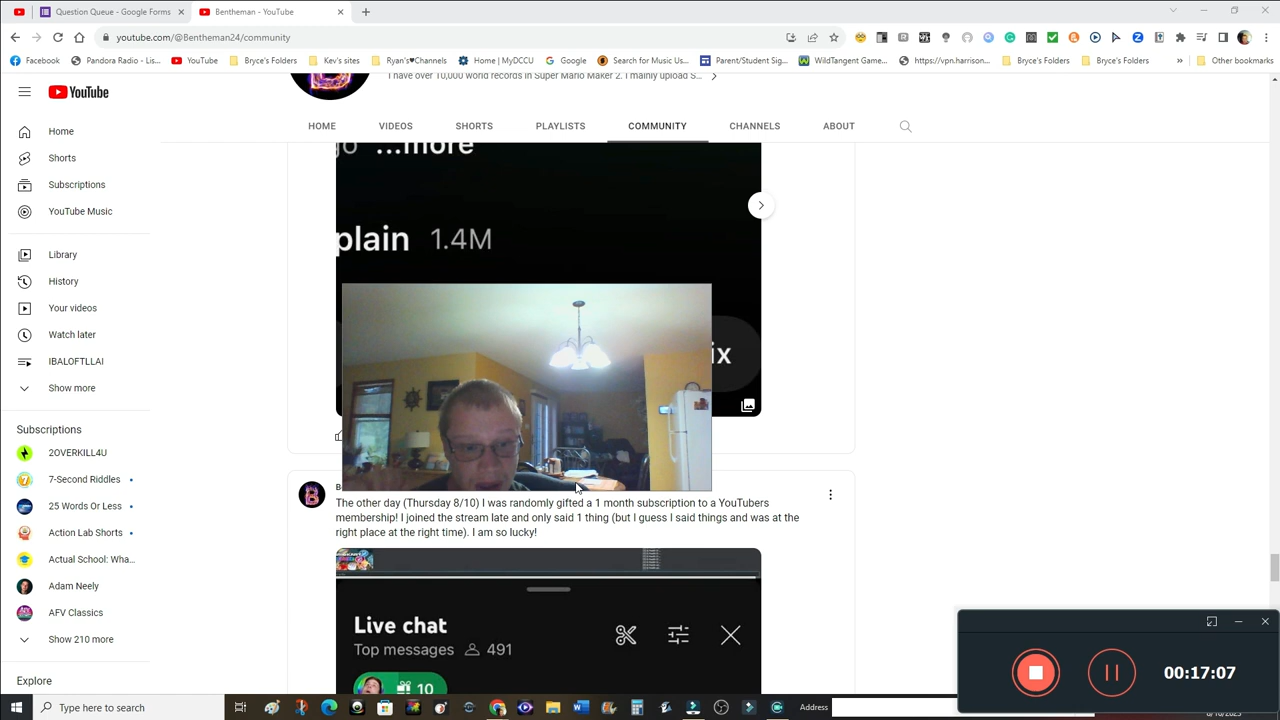 Question Queue - Google Forms
Bentheman - YouTube
youtube.com/@Bentheman24/community
Facebook
Pandora Radio - Lis...
YouTube
Bryce's Folders
Kev's sites
Ryan's♥Channels
Home | MyDCCU
Google
Search for Music Us...
Parent/Student Sig...
WildTangent Game...
https://vpn.harrison...
Bryce's Folders
Bryce's Folders
Other bookmarks
YouTube
I have over 10,000 world records in Super Mario Maker 2. I mainly upload S...
HOME VIDEOS SHORTS PLAYLISTS COMMUNITY CHANNELS ABOUT
Home
Shorts
Subscriptions
YouTube Music
Library
History
Your videos
Watch later
IBALOFTLLAI
Show more
Subscriptions
2OVERKILL4U
7-Second Riddles
25 Words Or Less
Action Lab Shorts
Actual School: Wha...
Adam Neely
AFV Classics
Show 210 more
Explore
go ...more
plain 1.4M
ix
The other day (Thursday 8/10) I was randomly gifted a 1 month subscription to a YouTubers
membership! I joined the stream late and only said 1 thing (but I guess I said things and was at the
right place at the right time). I am so lucky!
Live chat
Top messages 491
10
00:17:07
Type here to search
Address